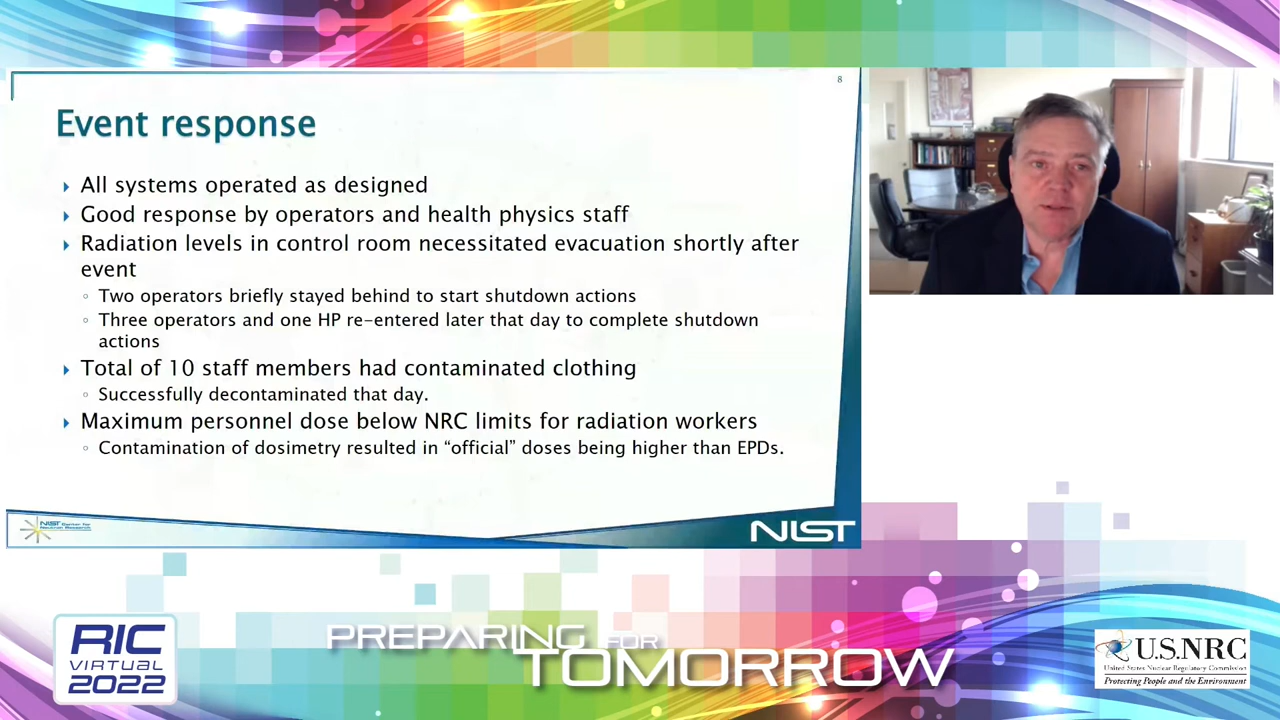 8
Event response
All systems operated as designed
Good response by operators and health physics staff
Radiation levels in control room necessitated evacuation shortly after
event
Two operators briefly stayed behind to start shutdown actions
Three operators and one HP re-entered later that day to complete shutdown
actions
Total of 10 staff members had contaminated clothing
Successfully decontaminated that day.
Maximum personnel dose below NRC limits for radiation workers
Contamination of dosimetry resulted in “official” doses being higher than EPDs.
NIST Center for
Neutron Research
NIST
RIC
VIRTUAL
2022
PREPARING FOR
TOMORROW
U.S.NRC
United States Nuclear Regulatory Commission
Protecting People and the Environment